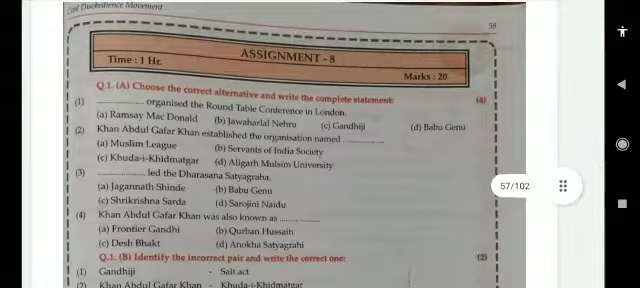 Civil Disobedience Movement
59
ASSIGNMENT - 8
Time : 1 Hr.
Marks : 20
Q.1. (A) Choose the correct alternative and write the complete statement: (4)
(1) ................ organised the Round Table Conference in London.
(a) Ramsay Mac Donald (b) Jawaharlal Nehru (c) Gandhiji (d) Babu Genu
(2) Khan Abdul Gafar Khan established the organisation named ..............
(a) Muslim League (b) Servants of India Society
(c) Khuda-i-Khidmatgar (d) Aligarh Mulsim University
(3) ................ led the Dharasana Satyagraha.
(a) Jagannath Shinde (b) Babu Genu
(c) Shrikrishna Sarda (d) Sarojini Naidu
57/102
(4) Khan Abdul Gafar Khan was also known as .............
(a) Frontier Gandhi (b) Qurban Hussain
(c) Desh Bhakt (d) Anokha Satyagrahi
Q.1. (B) Identify the incorrect pair and write the correct one: (2)
(1) Gandhiji - Salt act
(2) Khan Abdul Gafar Khan - Khuda-i-Khidmatgar